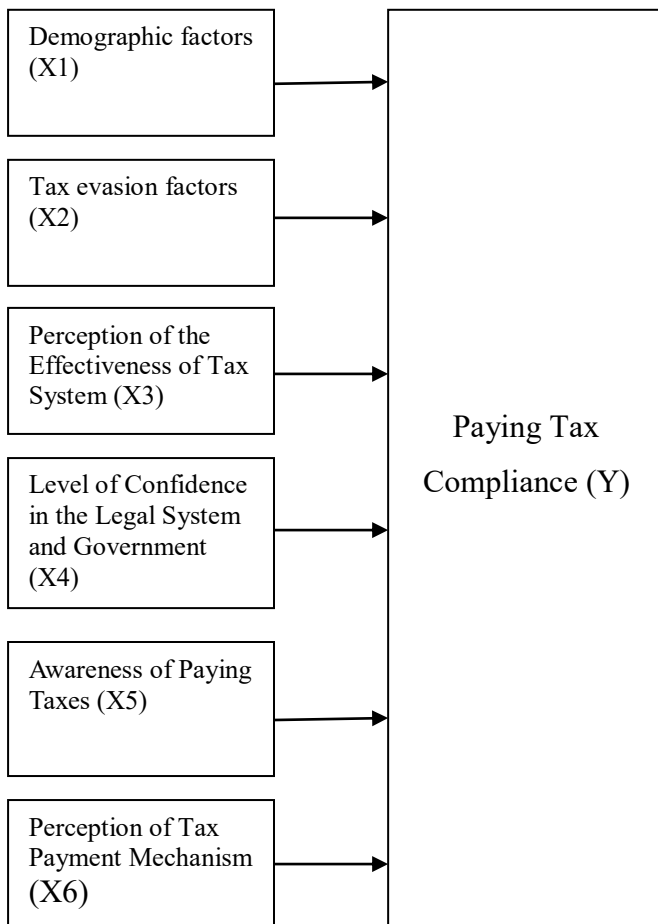 Demographic factors
(X1)
Tax evasion factors
(X2)
Perception of the
Effectiveness of Tax
System (X3)
Level of Confidence
in the Legal System
and Government
(X4)
Awareness of Paying
Taxes (X5)
Perception of Tax
Payment Mechanism
(X6)
Paying Tax
Compliance (Y)